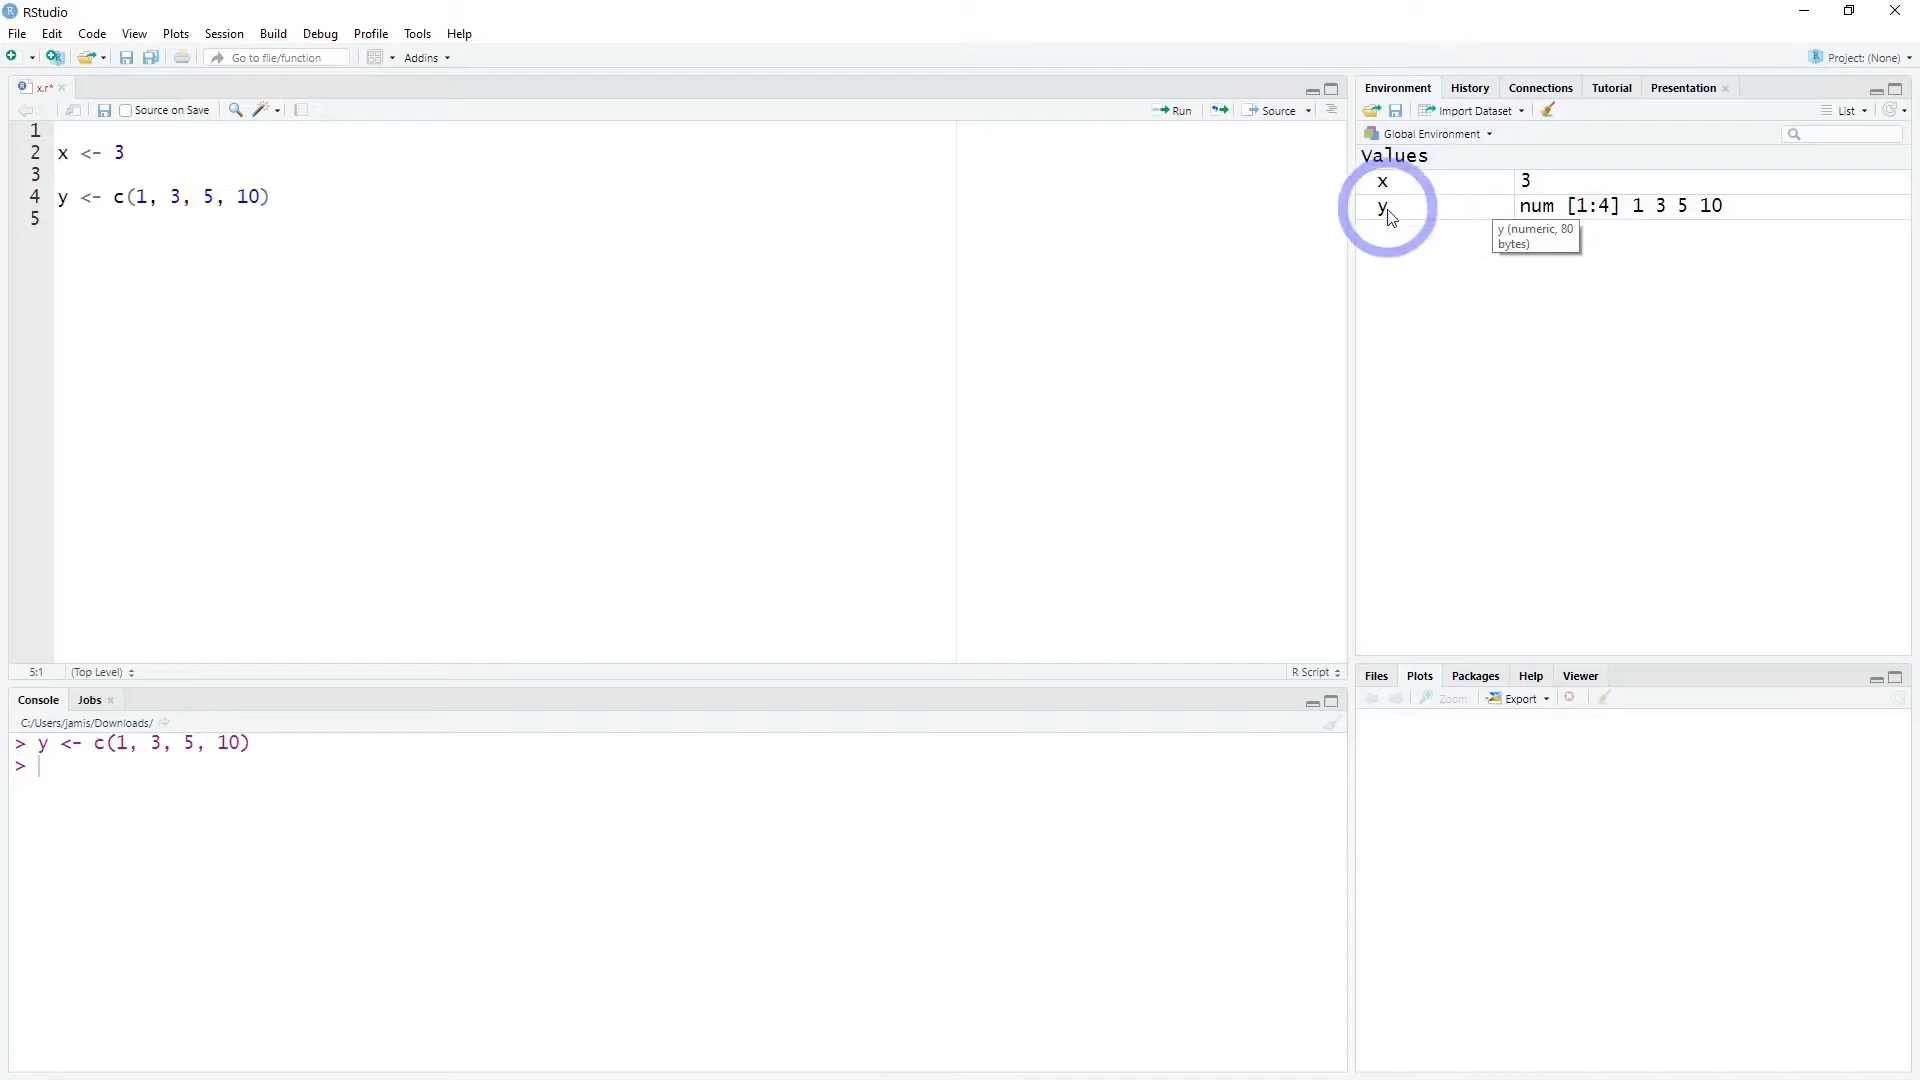 RStudio
File Edit Code View Plots Session Build Debug Profile Tools Help
Go to file/function Addins Project: (None)
x.r*
Source on Save Run Source
1
2 x <- 3
3
4 y <- c(1, 3, 5, 10)
5
5:1 (Top Level) R Script
Console Jobs
C:/Users/jamis/Downloads/
> y <- c(1, 3, 5, 10)
>
Environment History Connections Tutorial Presentation
Import Dataset List
Global Environment
Values
x 3
y num [1:4] 1 3 5 10
y (numeric, 80
bytes)
Files Plots Packages Help Viewer
Zoom Export